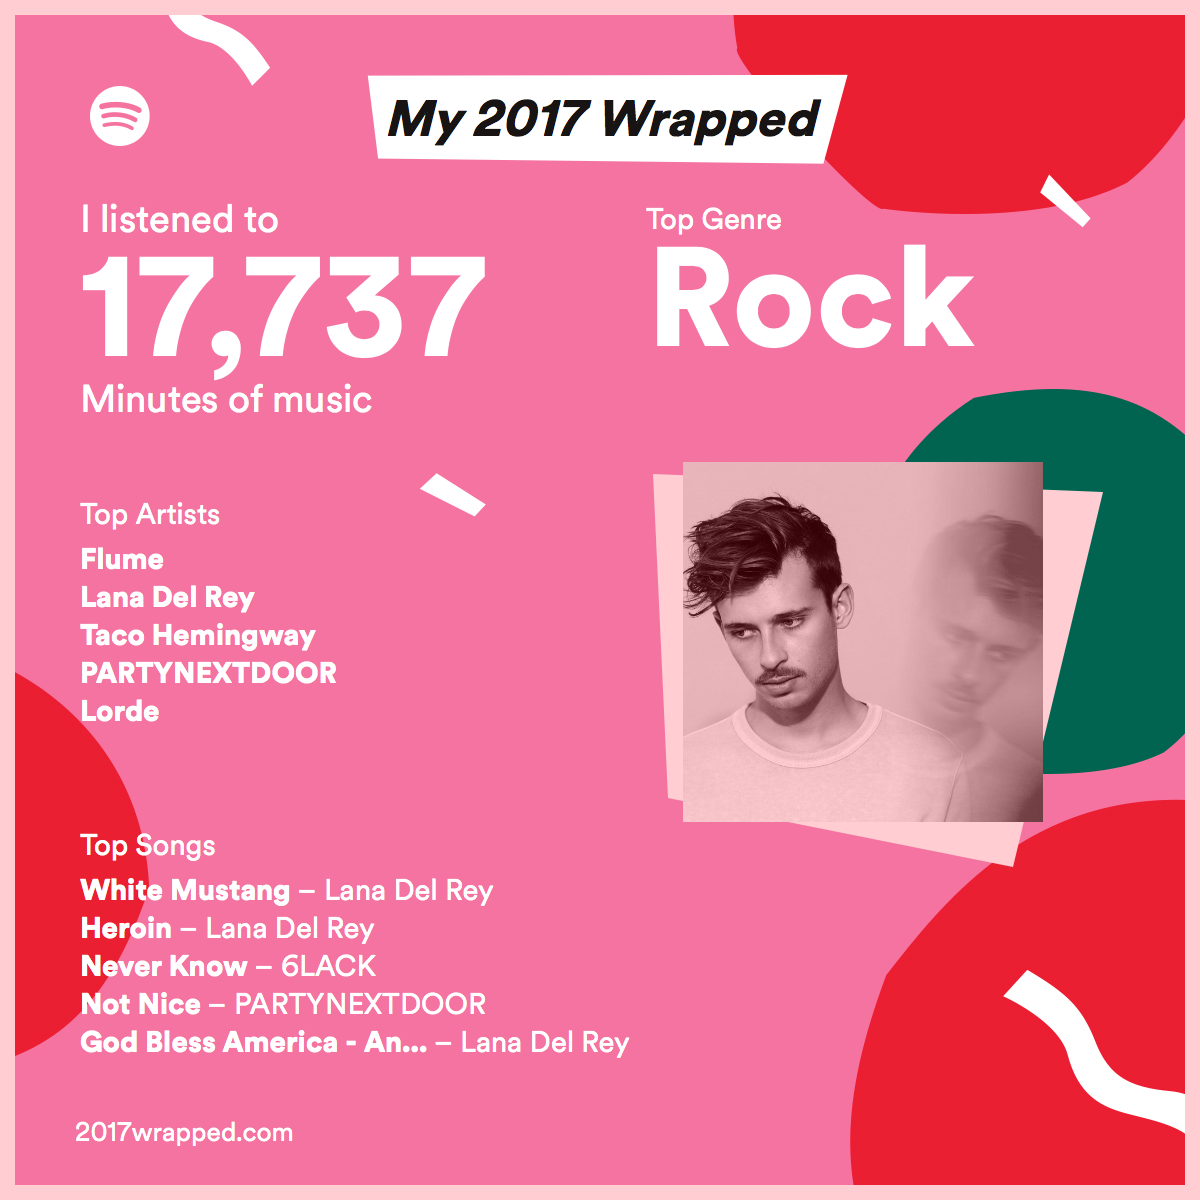 My 2017 Wrapped
I listened to
17,737
Minutes of music
Top Genre
Rock
Top Artists
Flume
Lana Del Rey
Taco Hemingway
PARTYNEXTDOOR
Lorde
Top Songs
White Mustang – Lana Del Rey
Heroin – Lana Del Rey
Never Know – 6LACK
Not Nice – PARTYNEXTDOOR
God Bless America - An... – Lana Del Rey
2017wrapped.com